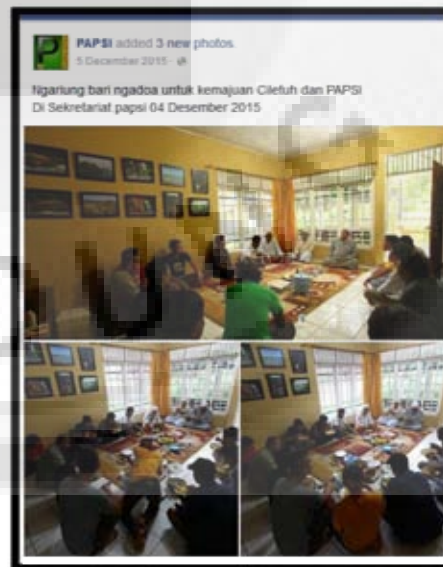 PAPSI added 3 new photos.
5 December 2015 ·
Ngariung bari ngadoa untuk kemajuan Ciletuh dan PAPSI
Di Sekretariat papsi 04 Desember 2015